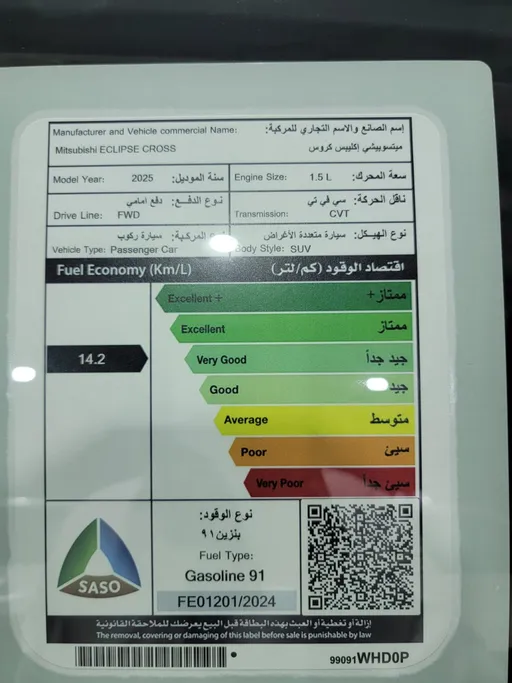 Manufacturer and Vehicle commercial Name: إسم الصانع والاسم التجاري للمركبة:
Mitsubishi ECLIPSE CROSS ميتسوبيشي إكليبس كروس
Model Year: 2025 سنة الموديل: Engine Size: 1.5 L سعة المحرك:
نوع الدفــع: دفع امامي ناقل الحركة: سي في تي
Drive Line: FWD Transmission: CVT
نوع المركبة: سيارة ركوب نوع الهيكل: سيارة متعددة الأغراض
Vehicle Type: Passenger Car Body Style: SUV
Fuel Economy (Km/L) اقتصاد الوقود (كم/لتر)
Excellent + ممتاز +
Excellent ممتاز
14.2 Very Good جيد جداً
Good جيد
Average متوسط
Poor سيئ
Very Poor سيئ جداً
نوع الوقود:
بنزين ٩١
Fuel Type:
Gasoline 91
SASO
FE01201/2024
إزالة أو تغطية أو العبث بهذه البطاقة قبل البيع يعرضك للملاحقة القانونية
The removal, covering or damaging of this label before sale is punishable by law
99091WHD0P